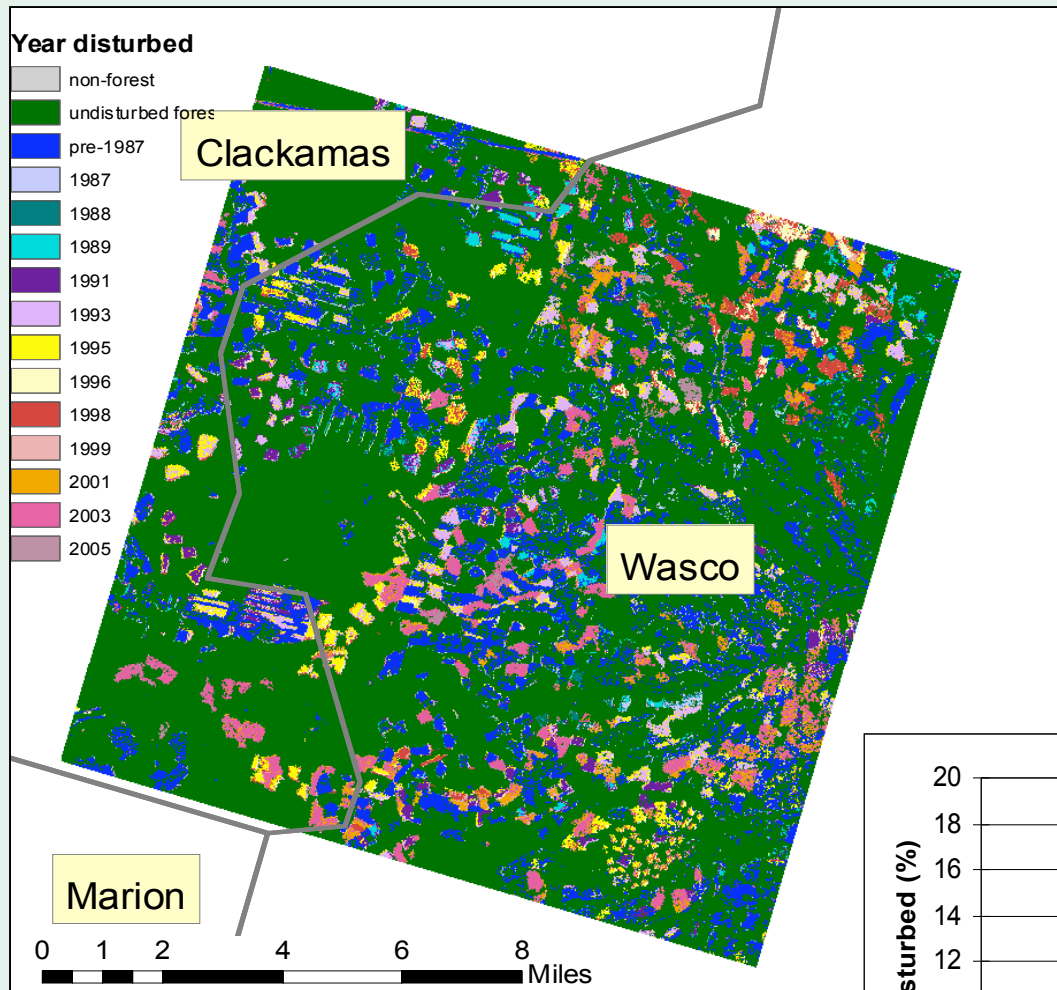 Year disturbed
non-forest
undisturbed fores
pre-1987
1987
1988
1989
1991
1993
1995
1996
1998
1999
2001
2003
2005
Clackamas
Wasco
Marion
0 1 2 4 6 8
Miles
20
18
16
14
12
sturbed (%)